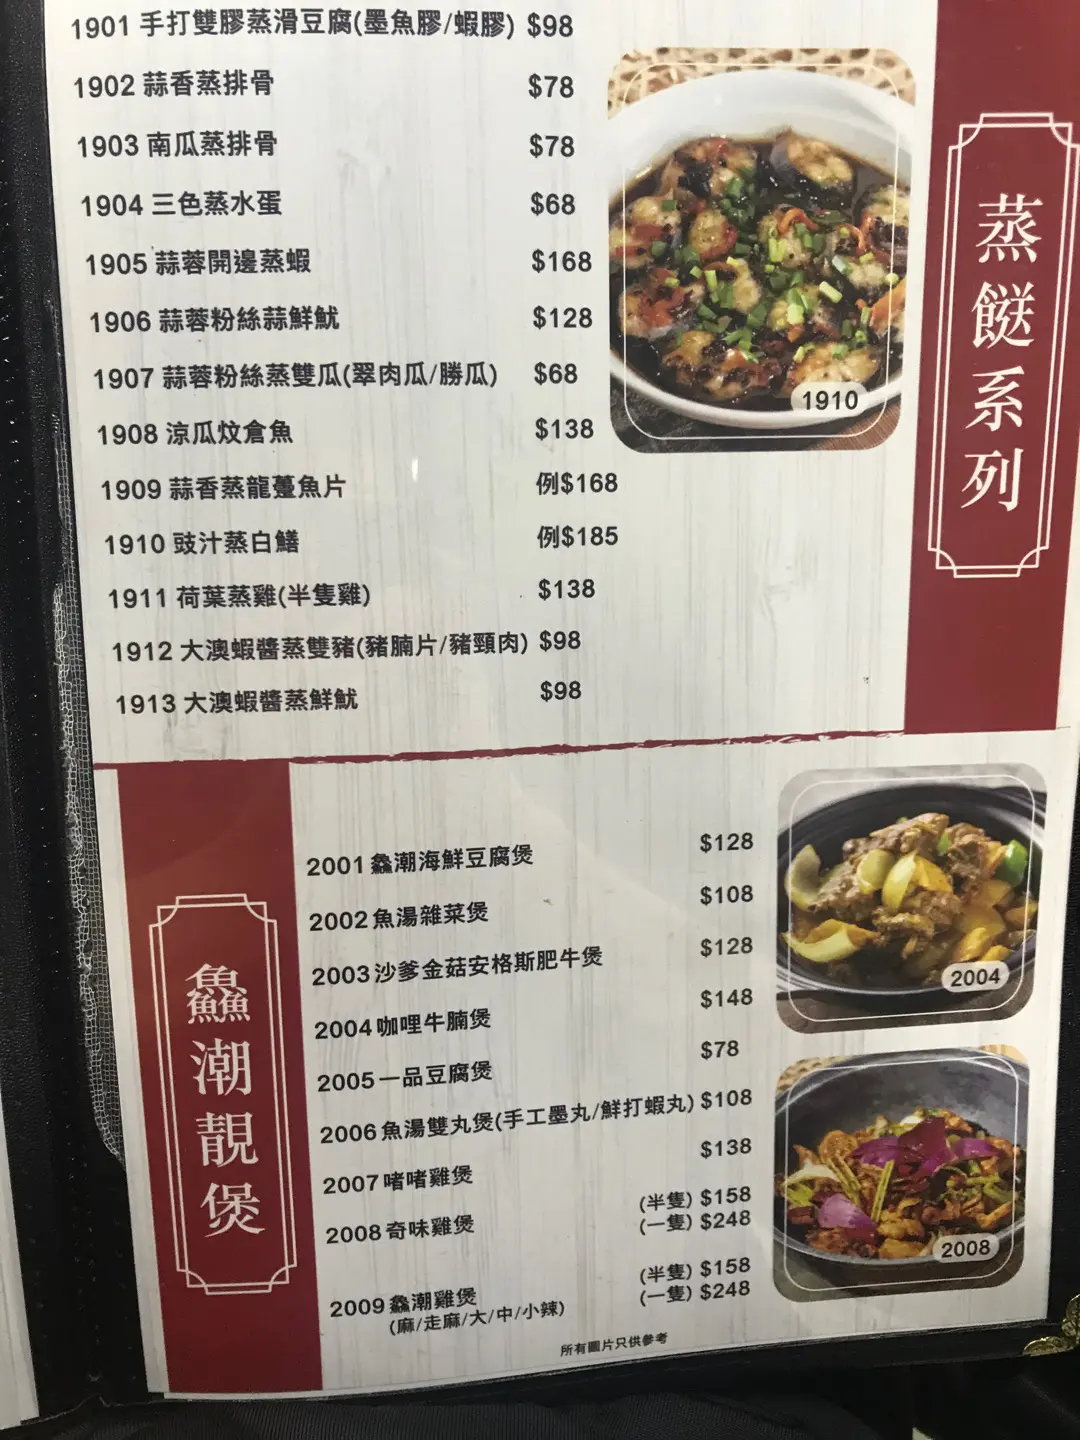 1901 手打雙膠蒸滑豆腐(墨魚膠/蝦膠) $98
1902 蒜香蒸排骨 $78
1903 南瓜蒸排骨 $78
1904 三色蒸水蛋 $68
1905 蒜蓉開邊蒸蝦 $168
1906 蒜蓉粉絲蒜鮮魷 $128
1907 蒜蓉粉絲蒸雙瓜(翠肉瓜/勝瓜) $68
1908 涼瓜炆倉魚 $138
1909 蒜香蒸龍躉魚片 例$168
1910 豉汁蒸白鱔 例$185
1911 荷葉蒸雞(半隻雞) $138
1912 大澳蝦醬蒸雙豬(豬腩片/豬頸肉) $98
1913 大澳蝦醬蒸鮮魷 $98
1910
蒸餸系列
鱻潮靚煲
2001 鱻潮海鮮豆腐煲 $128
2002 魚湯雜菜煲 $108
2003 沙爹金菇安格斯肥牛煲 $128
2004 咖哩牛腩煲 $148
2005 一品豆腐煲 $78
2006 魚湯雙丸煲(手工墨丸/鮮打蝦丸) $108
2007 啫啫雞煲 $138
2008 奇味雞煲 (半隻) $158
(一隻) $248
2009 鱻潮雞煲 (半隻) $158
(麻/走麻/大/中/小辣) (一隻) $248
2004
2008
所有圖片只供參考